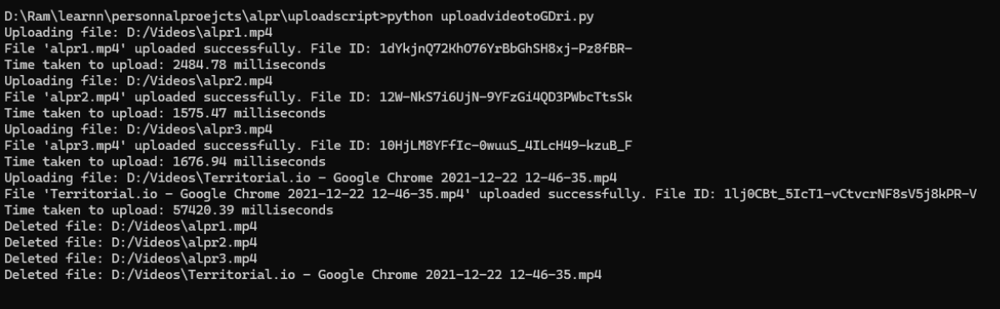 D:\Ram\learnn\personnalproejcts\alpr\uploadscript>python uploadvideotoGDri.py
Uploading file: D:/Videos\alpr1.mp4
File 'alpr1.mp4' uploaded successfully. File ID: 1dYkjnQ72KhO76YrBbGhSH8xj-Pz8fBR-
Time taken to upload: 2484.78 milliseconds
Uploading file: D:/Videos\alpr2.mp4
File 'alpr2.mp4' uploaded successfully. File ID: 12W-NkS7i6UjN-9YFzGi4QD3PWbcTtsSk
Time taken to upload: 1575.47 milliseconds
Uploading file: D:/Videos\alpr3.mp4
File 'alpr3.mp4' uploaded successfully. File ID: 10HjLM8YFfIc-0wuuS_4ILcH49-kzuB_F
Time taken to upload: 1676.94 milliseconds
Uploading file: D:/Videos\Territorial.io - Google Chrome 2021-12-22 12-46-35.mp4
File 'Territorial.io - Google Chrome 2021-12-22 12-46-35.mp4' uploaded successfully. File ID: 1lj0CBt_5IcT1-vCtvcrNF8sV5j8kPR-V
Time taken to upload: 57420.39 milliseconds
Deleted file: D:/Videos\alpr1.mp4
Deleted file: D:/Videos\alpr2.mp4
Deleted file: D:/Videos\alpr3.mp4
Deleted file: D:/Videos\Territorial.io - Google Chrome 2021-12-22 12-46-35.mp4